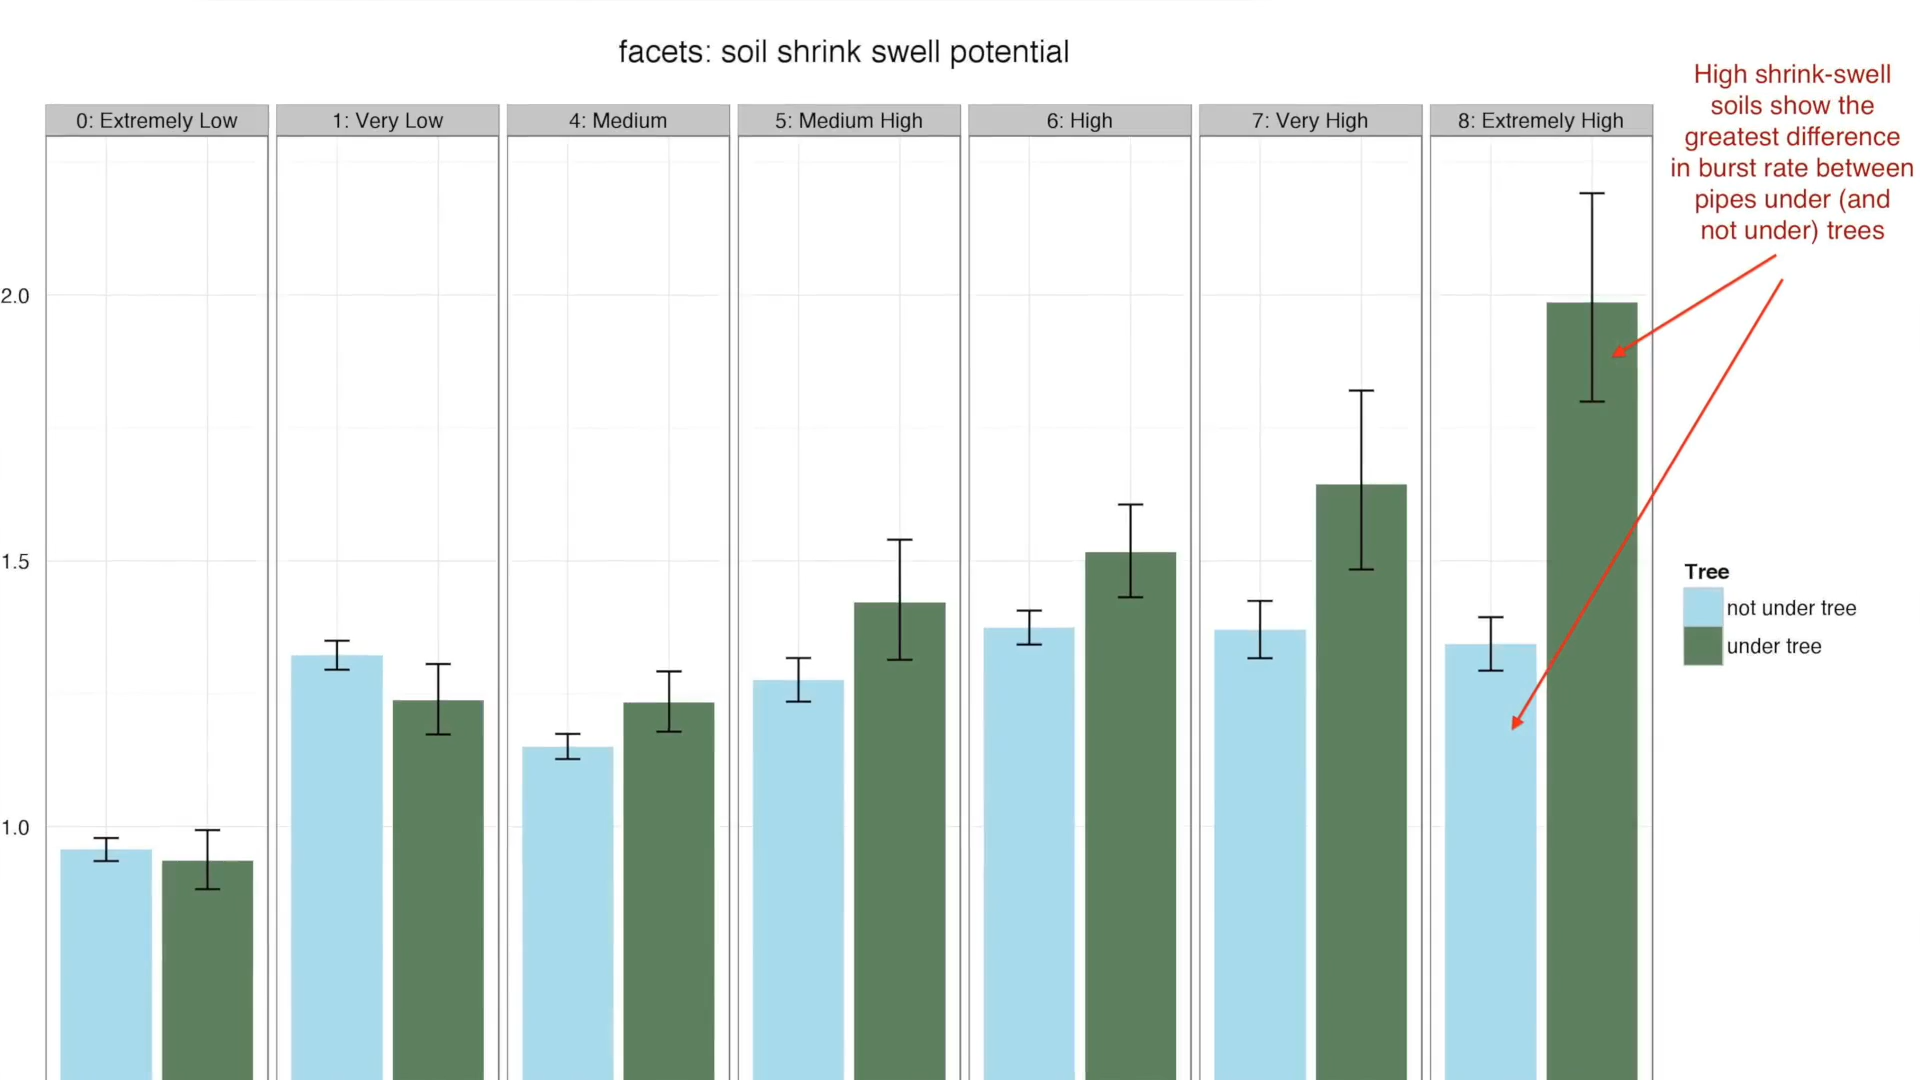 facets: soil shrink swell potential
0: Extremely Low
1: Very Low
4: Medium
5: Medium High
6: High
7: Very High
8: Extremely High
High shrink-swell
soils show the
greatest difference
in burst rate between
pipes under (and
not under) trees
2.0
1.5
1.0
Tree
not under tree
under tree